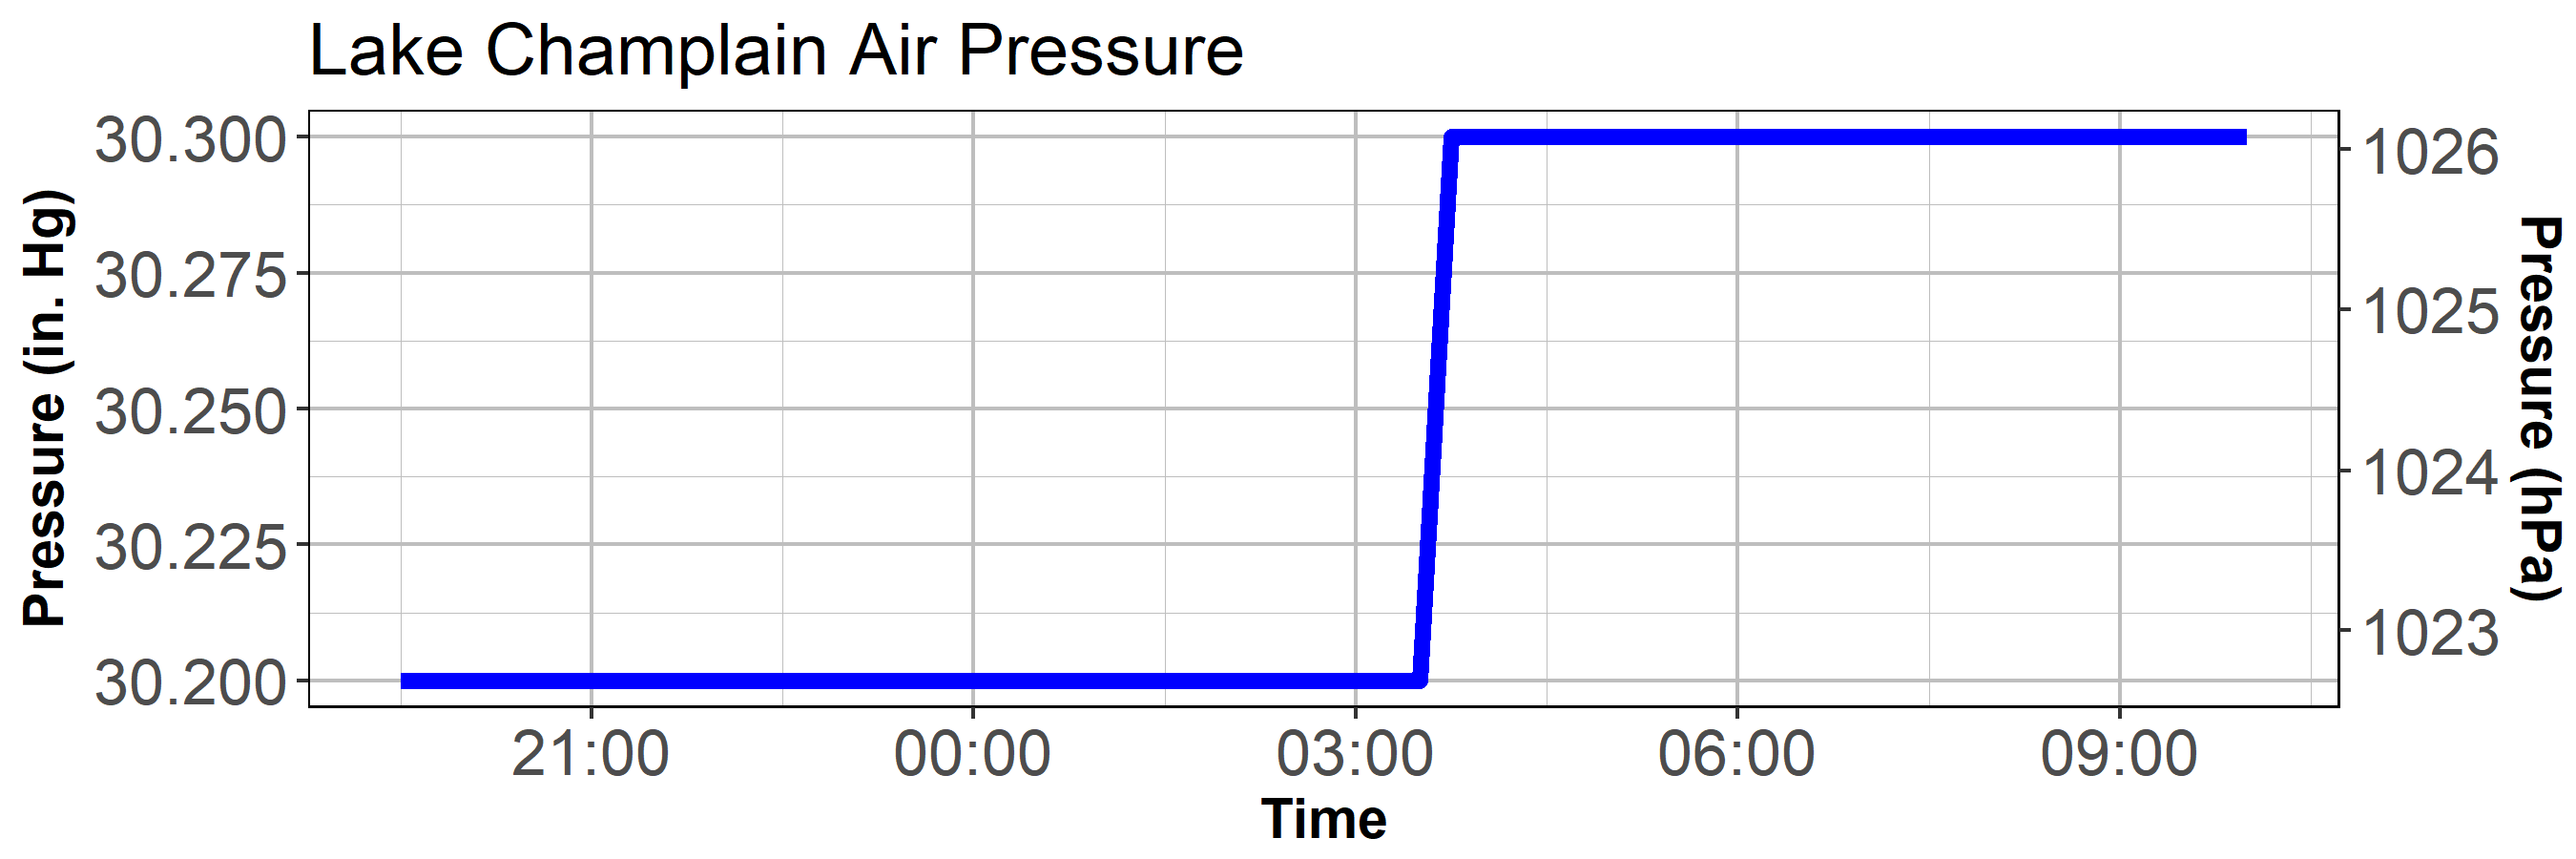 Lake Champlain Air Pressure
Pressure (in. Hg)
30.300
30.275
30.250
30.225
30.200
1026
1025
1024
1023
Pressure (hPa)
21:00 00:00 03:00 06:00 09:00
Time